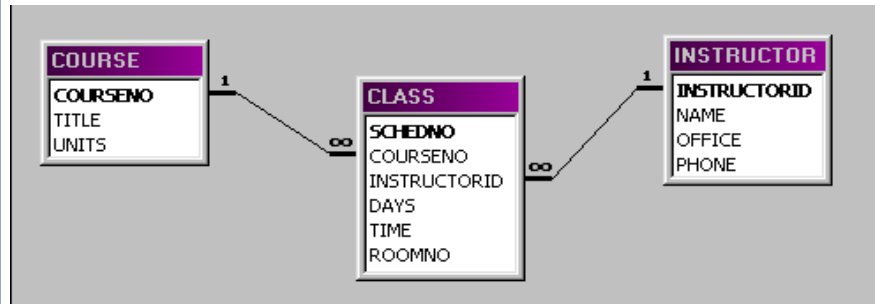 COURSE
COURSENO
TITLE
UNITS
1
∞
CLASS
SCHEDNO
COURSENO
INSTRUCTORID
DAYS
TIME
ROOMNO
∞
1
INSTRUCTOR
INSTRUCTORID
NAME
OFFICE
PHONE